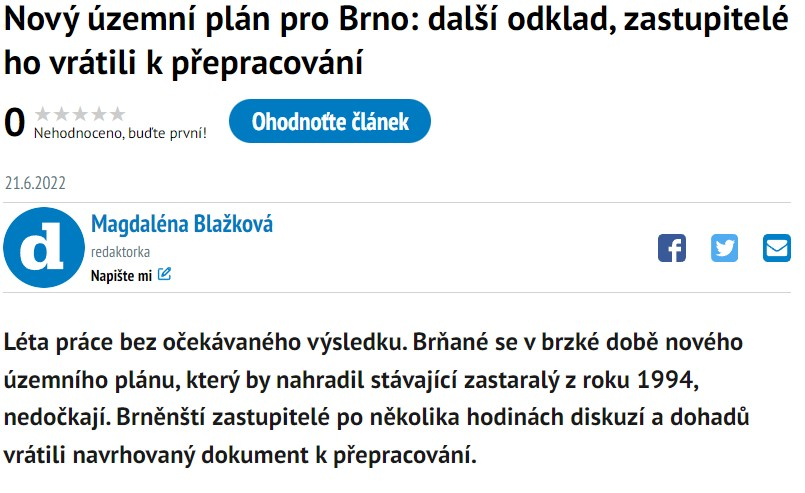 Nový územní plán pro Brno: další odklad, zastupitelé
ho vrátili k přepracování
0
Nehodnoceno, buďte první!
Ohodnoťte článek
21.6.2022
d
Magdaléna Blažková
redaktorka
Napište mi
Léta práce bez očekávaného výsledku. Brňané se v brzké době nového
územního plánu, který by nahradil stávající zastaralý z roku 1994,
nedočkají. Brněnští zastupitelé po několika hodinách diskuzí a dohadů
vrátili navrhovaný dokument k přepracování.